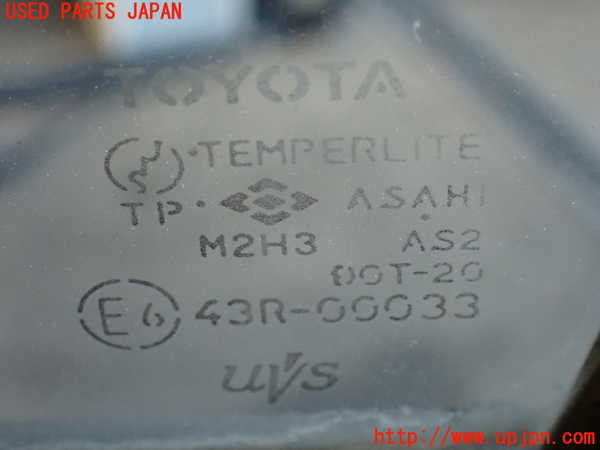 USED PARTS JAPAN
TOYOTA
TEMPERLITE
TP ASAHI
M2H3 AS2
DOT-20
E6 43R-00033
uVs
http://www.upjpn.com/